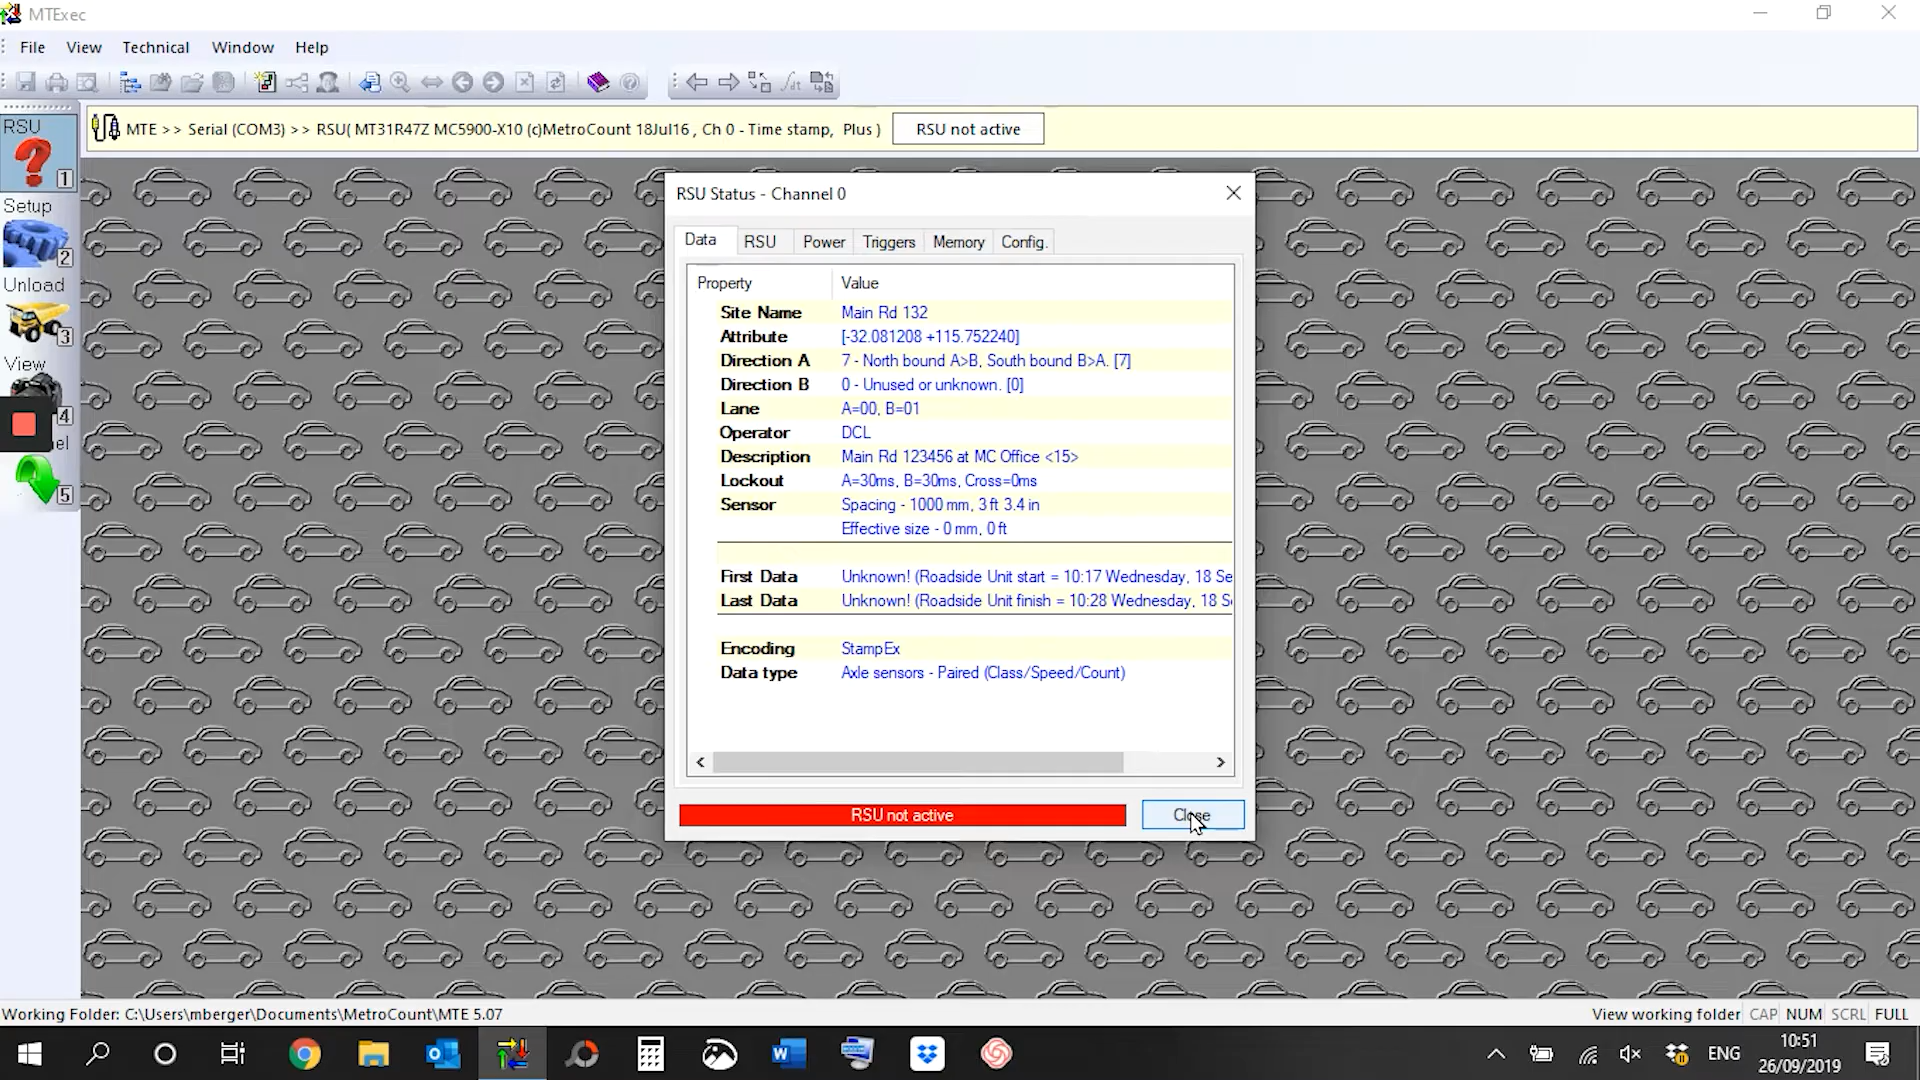 MTExec
File View Technical Window Help
RSU
1
MTE >> Serial (COM3) >> RSU( MT31R47Z MC5900-X10 (c)MetroCount 18Jul16 , Ch 0 - Time stamp, Plus )
RSU not active
Setup
2
Unload
3
View
4
el
5
RSU Status - Channel 0
Data RSU Power Triggers Memory Config.
Property Value
Site Name Main Rd 132
Attribute [-32.081208 +115.752240]
Direction A 7 - North bound A>B, South bound B>A. [7]
Direction B 0 - Unused or unknown. [0]
Lane A=00, B=01
Operator DCL
Description Main Rd 123456 at MC Office <15>
Lockout A=30ms, B=30ms, Cross=0ms
Sensor Spacing - 1000 mm, 3 ft 3.4 in
Effective size - 0 mm, 0 ft
First Data Unknown! (Roadside Unit start = 10:17 Wednesday, 18 Se
Last Data Unknown! (Roadside Unit finish = 10:28 Wednesday, 18 S
Encoding StampEx
Data type Axle sensors - Paired (Class/Speed/Count)
RSU not active
Close
Working Folder: C:\Users\mberger\Documents\MetroCount\MTE 5.07
View working folder CAP NUM SCRL FULL
ENG
10:51
26/09/2019